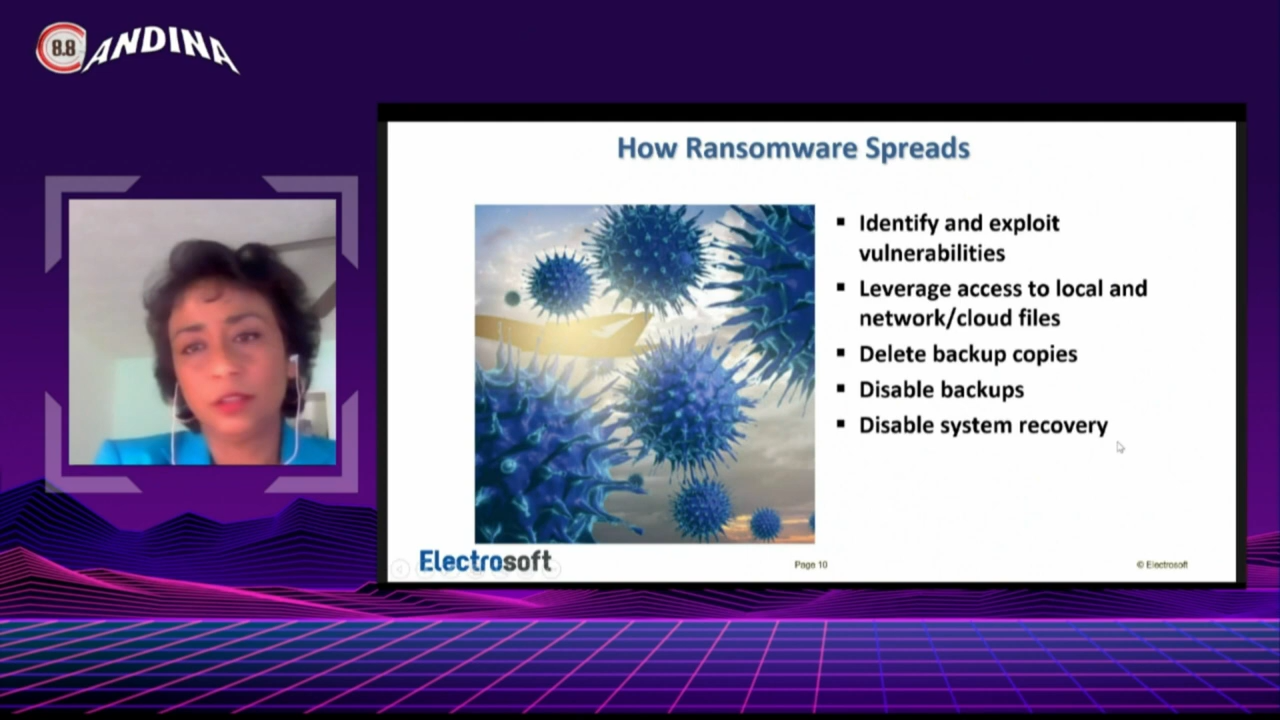 8.8 ANDINA
How Ransomware Spreads
▪ Identify and exploit
vulnerabilities
▪ Leverage access to local and
network/cloud files
▪ Delete backup copies
▪ Disable backups
▪ Disable system recovery
Electrosoft
Page 10
© Electrosoft